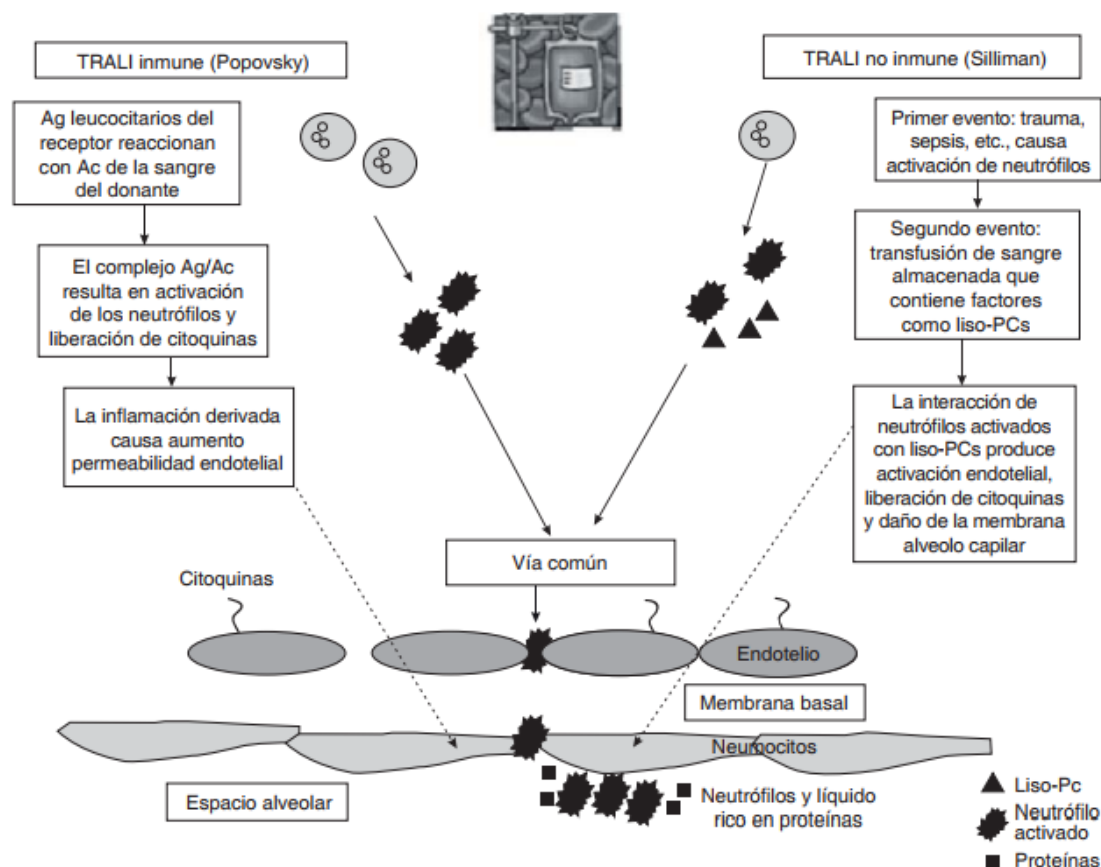 TRALI inmune (Popovsky)
TRALI no inmune (Silliman)
Ag leucocitarios del
receptor reaccionan
con Ac de la sangre
del donante
El complejo Ag/Ac
resulta en activación
de los neutrófilos y
liberación de citoquinas
La inflamación derivada
causa aumento
permeabilidad endotelial
Primer evento: trauma,
sepsis, etc., causa
activación de neutrófilos
Segundo evento:
transfusión de sangre
almacenada que
contiene factores
como liso-PCs
La interacción de
neutrófilos activados
con liso-PCs produce
activación endotelial,
liberación de citoquinas
y daño de la membrana
alveolo capilar
Vía común
Citoquinas
Endotelio
Membrana basal
Neumocitos
Espacio alveolar
Neutrófilos y líquido
rico en proteínas
Liso-Pc
Neutrófilo
activado
Proteínas